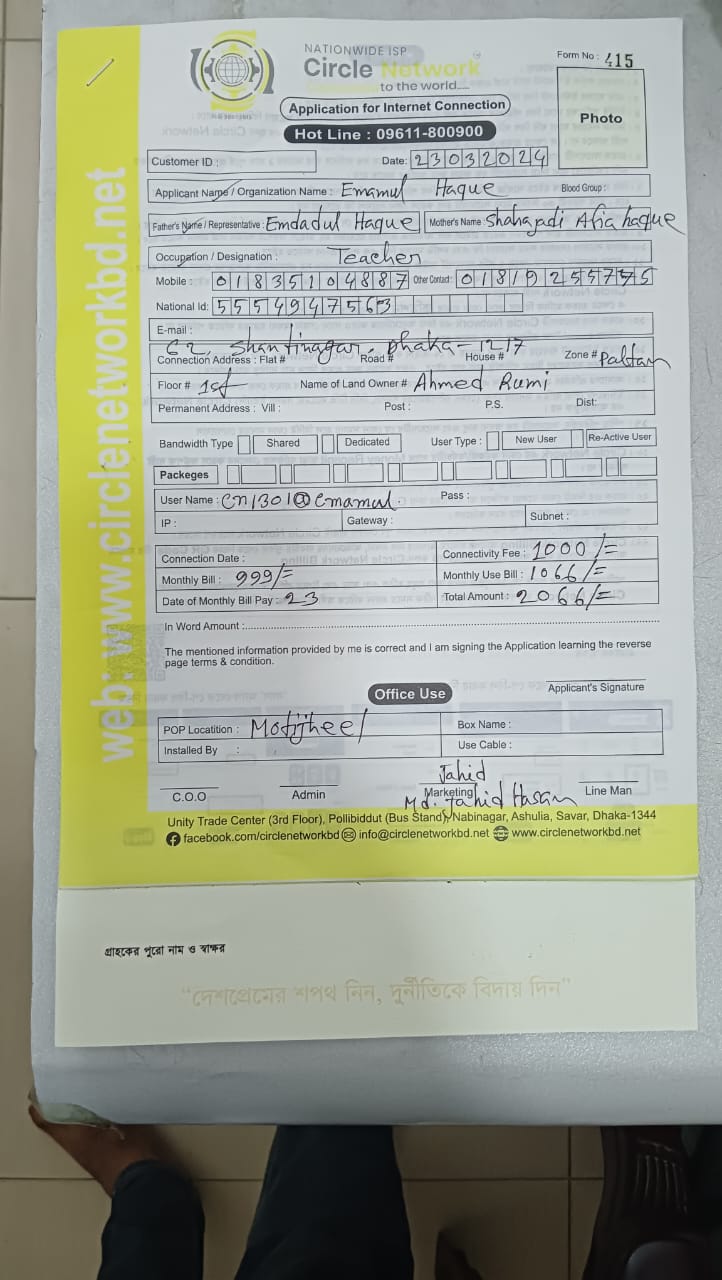 NATIONWIDE ISP
Circle Network
to the world....
Form No : 415
Application for Internet Connection
Photo
Hot Line : 09611-800900
Customer ID :
Date: 23032024
Applicant Name / Organization Name : Emamul Haque Blood Group :
Father's Name / Representative : Emdadul Haque Mother's Name : Shahajadi Afia haque
Occupation / Designation : Teacher
Mobile : 01835104887 Other Contact : 01819255775
National Id: 5554947563
E-mail :
62, Shantinagar, Dhaka-1217
Connection Address : Flat # Road # House # Zone # Paltan
Floor # 1st Name of Land Owner # Ahmed Rumi
Permanent Address : Vill : Post : P.S. Dist:
Bandwidth Type Shared Dedicated User Type : New User Re-Active User
Packeges
User Name : cn1301@emamul. Pass :
IP : Gateway : Subnet :
Connection Date : Connectivity Fee : 1000/=
Monthly Bill : 999/= Monthly Use Bill : 1066/=
Date of Monthly Bill Pay : 23 Total Amount : 2066/=
In Word Amount :
The mentioned information provided by me is correct and I am signing the Application learning the reverse
page terms & condition.
Office Use
Applicant's Signature
POP Locatition : Motijheel Box Name :
Installed By : Use Cable :
Jahid
C.O.O Admin Marketing Line Man
Md. Jahid Hasan
Unity Trade Center (3rd Floor), Pollibiddut (Bus Stand), Nabinagar, Ashulia, Savar, Dhaka-1344
facebook.com/circlenetworkbd info@circlenetworkbd.net www.circlenetworkbd.net
web: www.circlenetworkbd.net
গ্রাহকের পুরো নাম ও স্বাক্ষর
“দেশপ্রেমের শপথ নিন, দুর্নীতিকে বিদায় দিন”